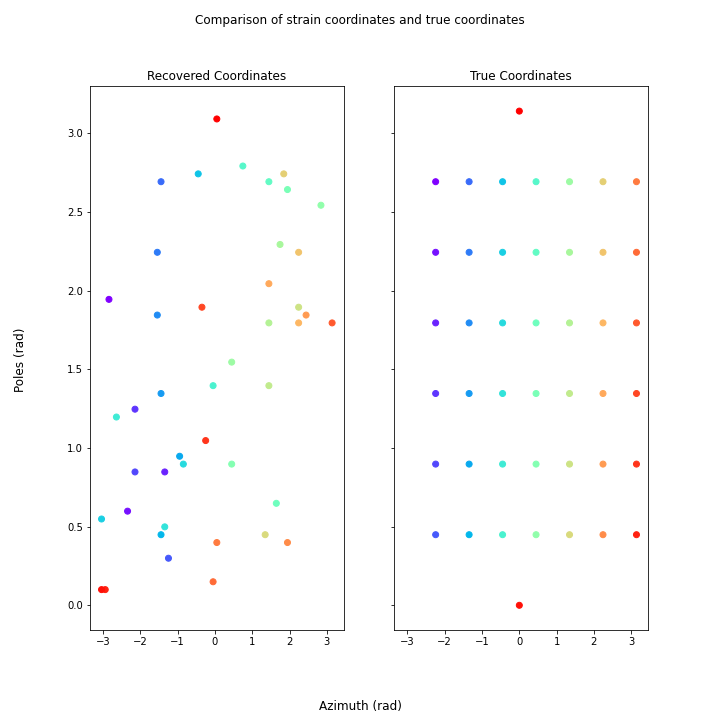 Comparison of strain coordinates and true coordinates
Recovered Coordinates
True Coordinates
Poles (rad)
3.0
2.5
2.0
1.5
1.0
0.5
0.0
−3 −2 −1 0 1 2 3
−3 −2 −1 0 1 2 3
Azimuth (rad)